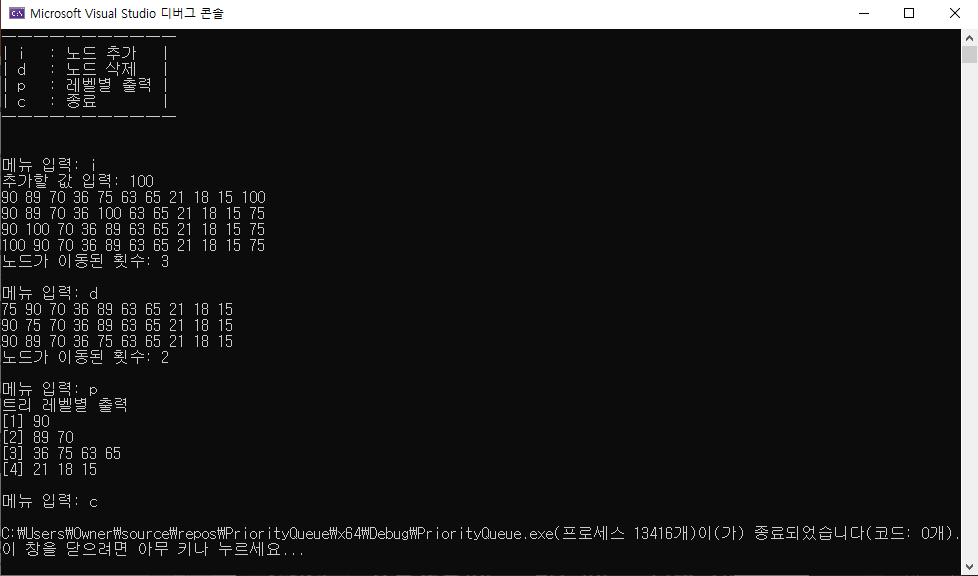 Microsoft Visual Studio 디버그 콘솔
ㅡㅡㅡㅡㅡㅡㅡㅡㅡㅡㅡ
| i : 노드 추가 |
| d : 노드 삭제 |
| p : 레벨별 출력 |
| c : 종료 |
ㅡㅡㅡㅡㅡㅡㅡㅡㅡㅡㅡ
메뉴 입력: i
추가할 값 입력: 100
90 89 70 36 75 63 65 21 18 15 100
90 89 70 36 100 63 65 21 18 15 75
90 100 70 36 89 63 65 21 18 15 75
100 90 70 36 89 63 65 21 18 15 75
노드가 이동된 횟수: 3
메뉴 입력: d
75 90 70 36 89 63 65 21 18 15
90 75 70 36 89 63 65 21 18 15
90 89 70 36 75 63 65 21 18 15
노드가 이동된 횟수: 2
메뉴 입력: p
트리 레벨별 출력
[1] 90
[2] 89 70
[3] 36 75 63 65
[4] 21 18 15
메뉴 입력: c
C:₩Users₩Owner₩source₩repos₩PriorityQueue₩x64₩Debug₩PriorityQueue.exe(프로세스 13416개)이(가) 종료되었습니다(코드: 0개).
이 창을 닫으려면 아무 키나 누르세요...